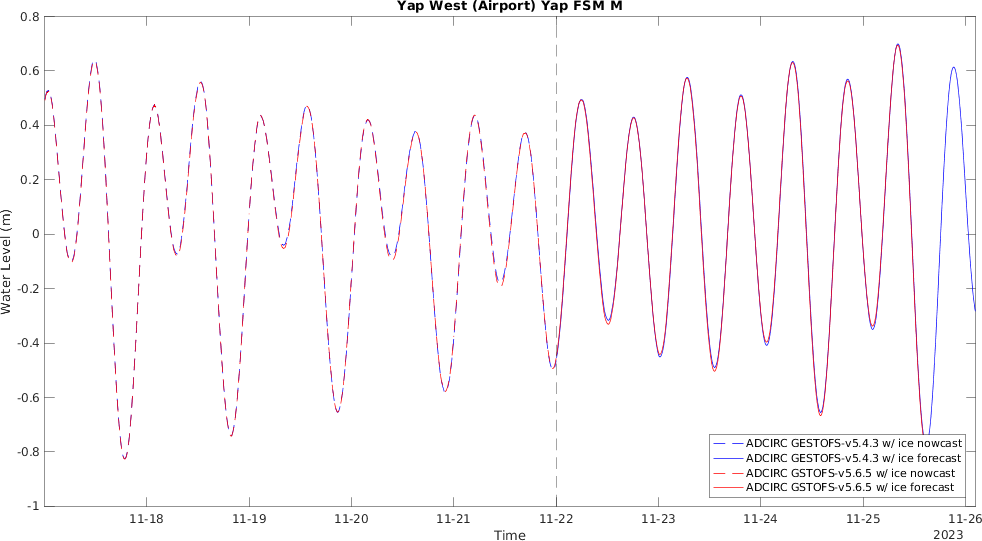 Yap West (Airport) Yap FSM M
Water Level (m)
0.8
0.6
0.4
0.2
0
-0.2
-0.4
-0.6
-0.8
-1
ADCIRC GESTOFS-v5.4.3 w/ ice nowcast
ADCIRC GESTOFS-v5.4.3 w/ ice forecast
ADCIRC GSTOFS-v5.6.5 w/ ice nowcast
ADCIRC GSTOFS-v5.6.5 w/ ice forecast
11-18 11-19 11-20 11-21 11-22 11-23 11-24 11-25 11-26
Time
2023